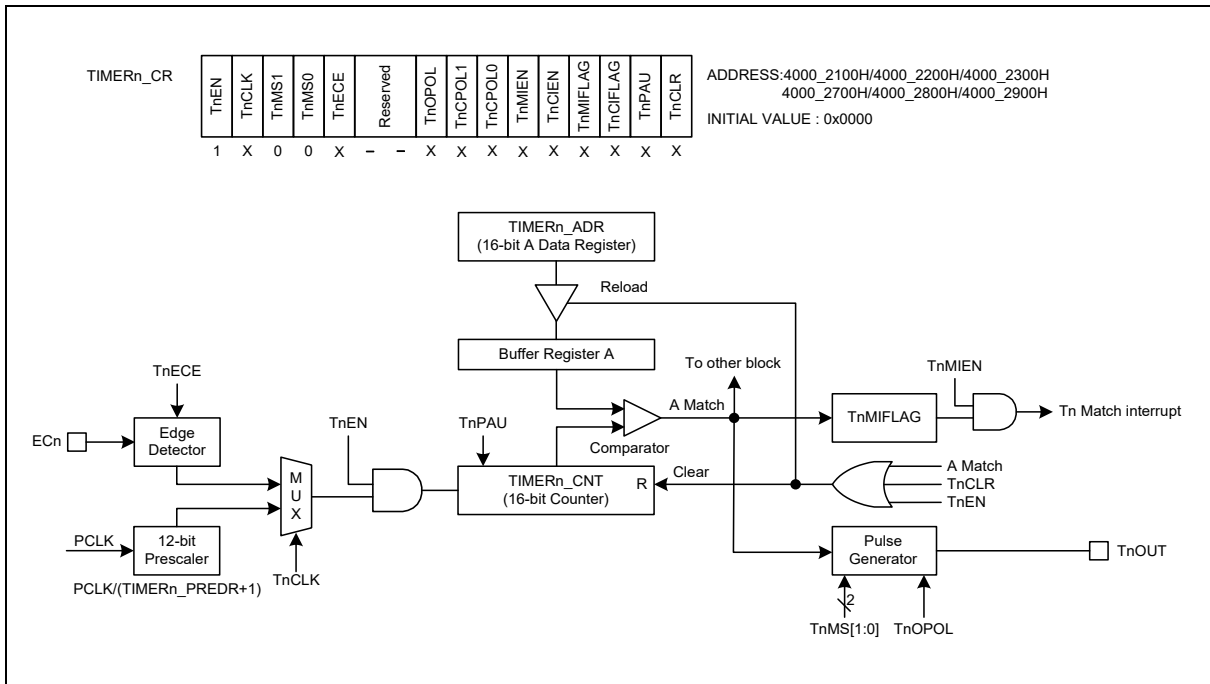 TIMERn_CR
TnEN
TnCLK
TnMS1
TnMS0
TnECE
Reserved
TnOPOL
TnCPOL1
TnCPOL0
TnMIEN
TnCIEN
TnMIFLAG
TnCIFLAG
TnPAU
TnCLR
1 X 0 0 X – – X X X X X X X X X
ADDRESS:4000_2100H/4000_2200H/4000_2300H
4000_2700H/4000_2800H/4000_2900H
INITIAL VALUE : 0x0000
TIMERn_ADR
(16-bit A Data Register)
Reload
Buffer Register A
To other block
TnECE
TnMIEN
A Match
TnMIFLAG
Tn Match interrupt
ECn
Edge
Detector
TnEN
TnPAU
Comparator
MUX
TIMERn_CNT
(16-bit Counter)
R
Clear
A Match
TnCLR
TnEN
PCLK
12-bit
Prescaler
Pulse
Generator
TnOUT
PCLK/(TIMERn_PREDR+1)
TnCLK
2
TnMS[1:0]
TnOPOL